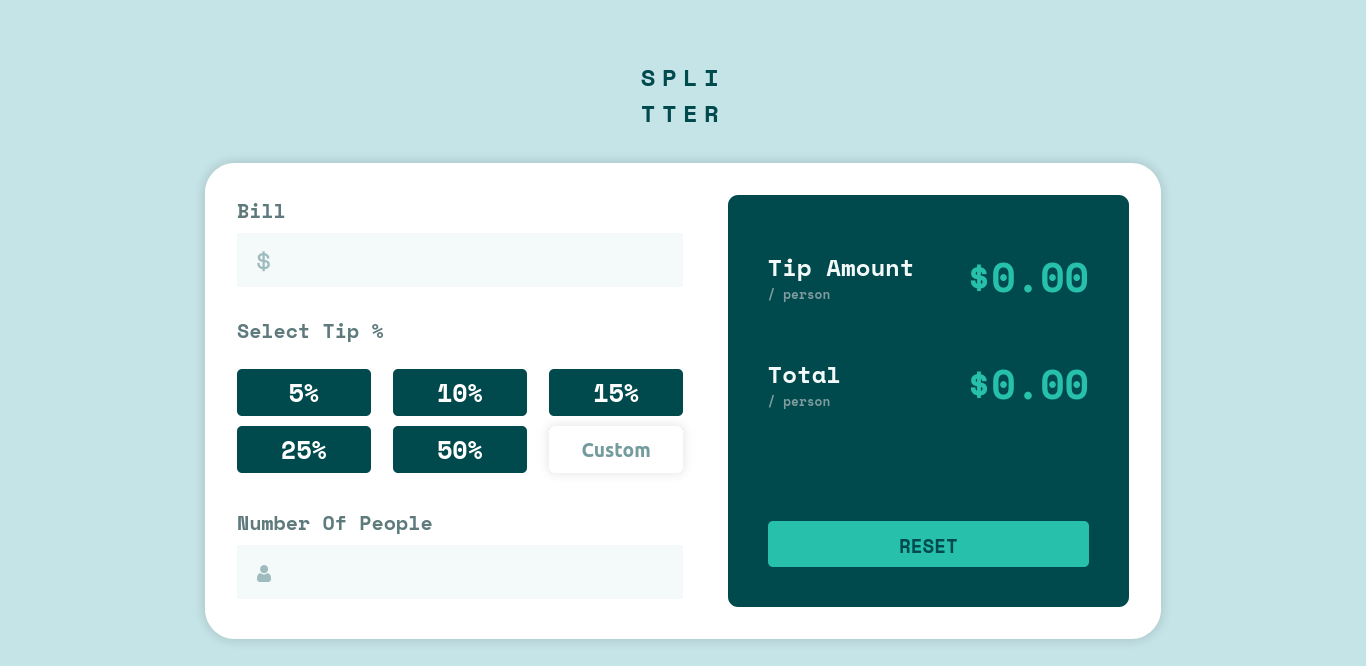 SPLI
TTER
Bill
$
Select Tip %
5% 10% 15%
25% 50% Custom
Number Of People
Tip Amount
/ person
$0.00
Total
/ person
$0.00
RESET